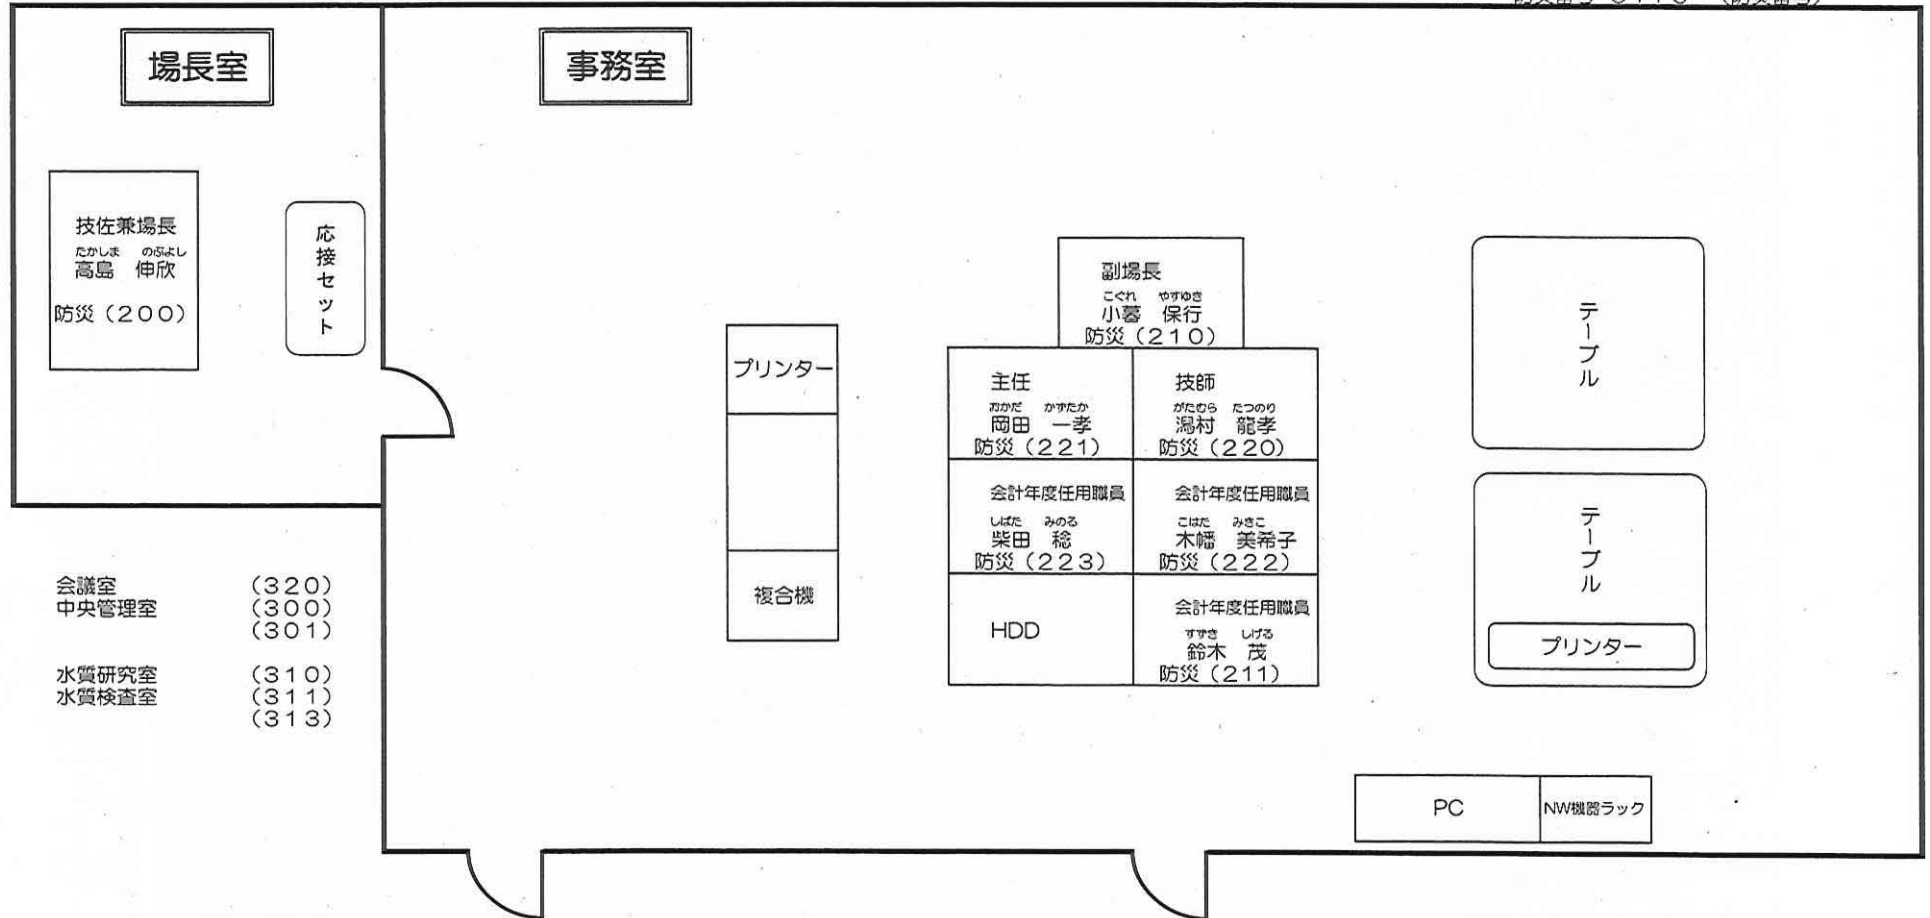 場長室
事務室
技佐兼場長
たかしま のぶよし
高島 伸欣
防災（２００）
応接セット
プリンター
複合機
副場長
こぐれ やすゆき
小暮 保行
防災（２１０）
主任
おかだ かずたか
岡田 一孝
防災（２２１）
技師
がたむら たつのり
潟村 龍孝
防災（２２０）
会計年度任用職員
しばた みのる
柴田 稔
防災（２２３）
会計年度任用職員
こはた みきこ
木幡 美希子
防災（２２２）
HDD
会計年度任用職員
すずき しげる
鈴木 茂
防災（２１１）
テーブル
テーブル
プリンター
PC
NW機器ラック
会議室 （３２０）
中央管理室 （３００）
（３０１）
水質研究室 （３１０）
水質検査室 （３１１）
（３１３）